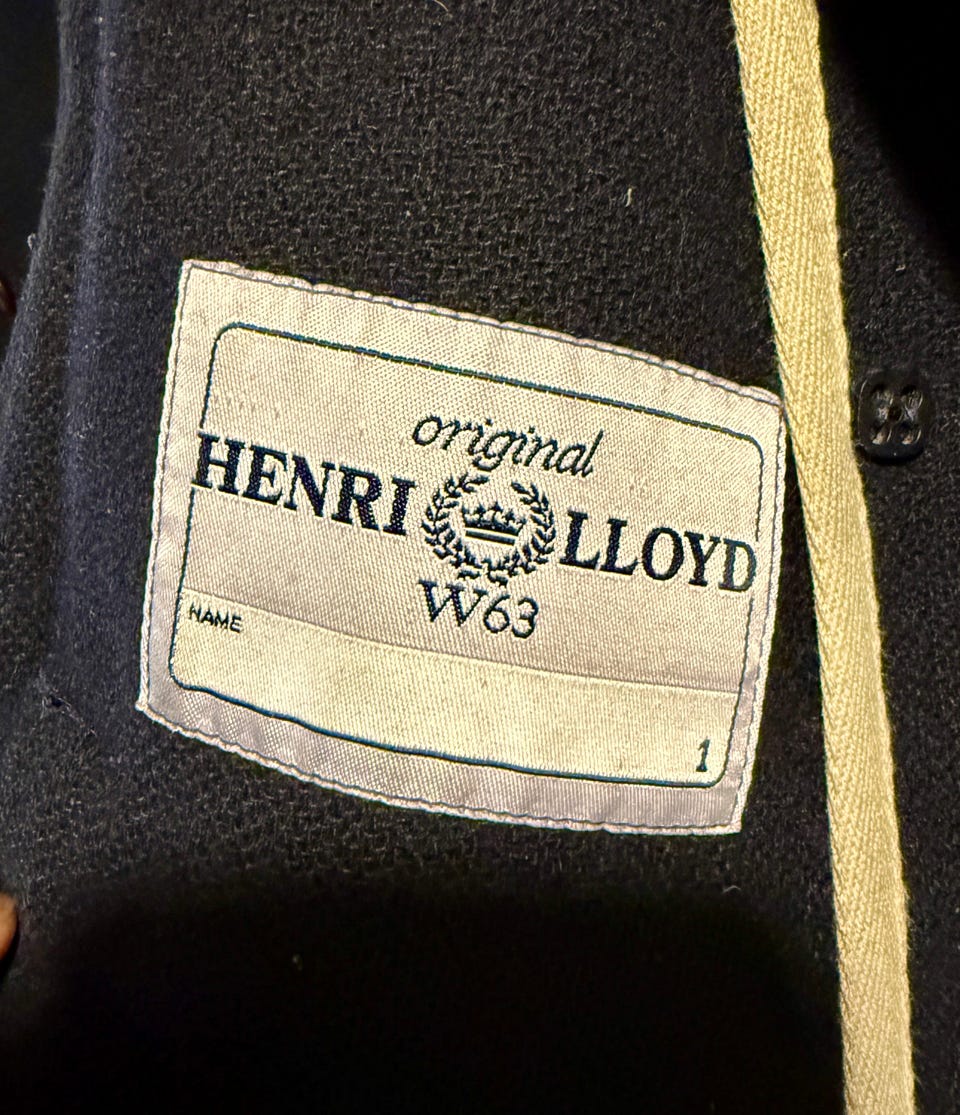 original
HENRI LLOYD
W63
NAME
1